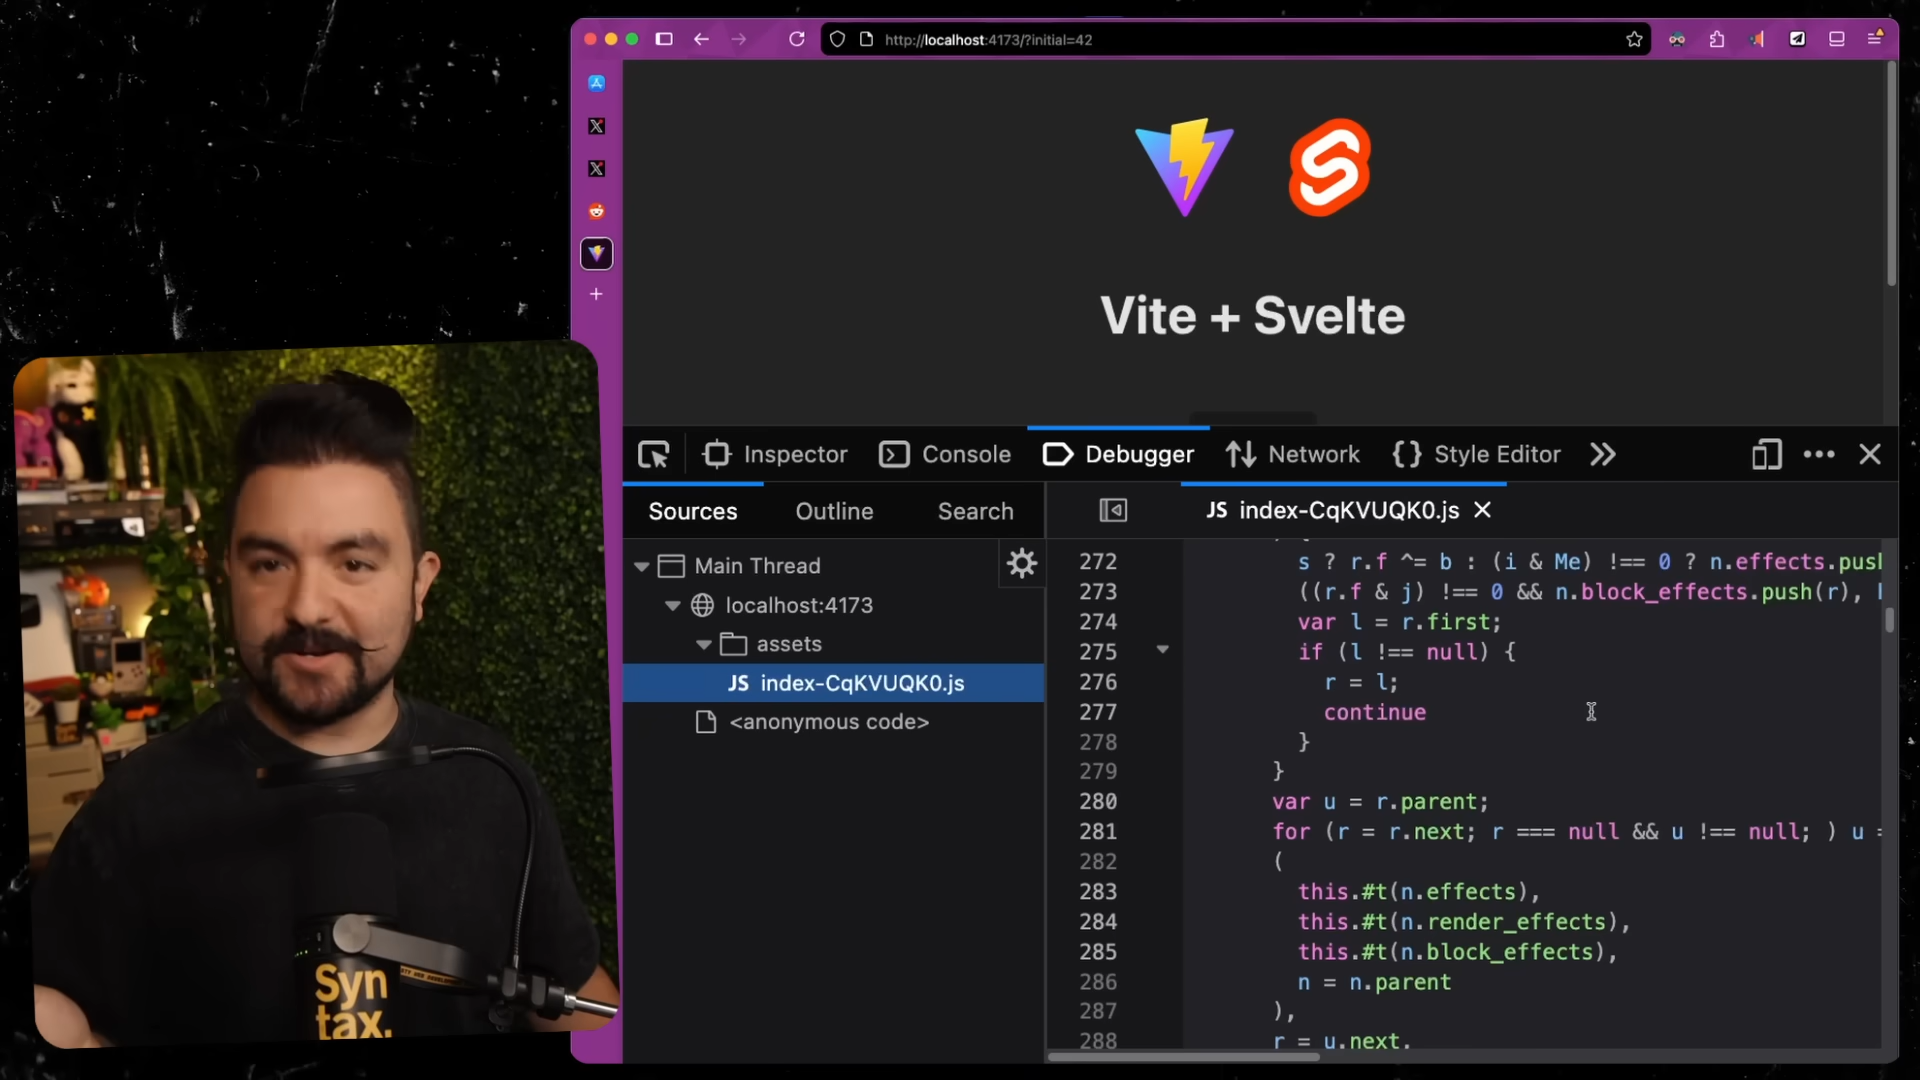 http://localhost:4173/?initial=42
Vite + Svelte
Inspector
Console
Debugger
Network
Style Editor
Sources
Outline
Search
JS index-CqKVUQK0.js
Main Thread
localhost:4173
assets
JS index-CqKVUQK0.js
<anonymous code>
272 s ? r.f ^= b : (i & Me) !== 0 ? n.effects.push
273 ((r.f & j) !== 0 && n.block_effects.push(r),
274 var l = r.first;
275 if (l !== null) {
276 r = l;
277 continue
278 }
279 }
280 var u = r.parent;
281 for (r = r.next; r === null && u !== null; ) u =
282 (
283 this.#t(n.effects),
284 this.#t(n.render_effects),
285 this.#t(n.block_effects),
286 n = n.parent
287 ),
288 r = u.next,
Syn
tax.